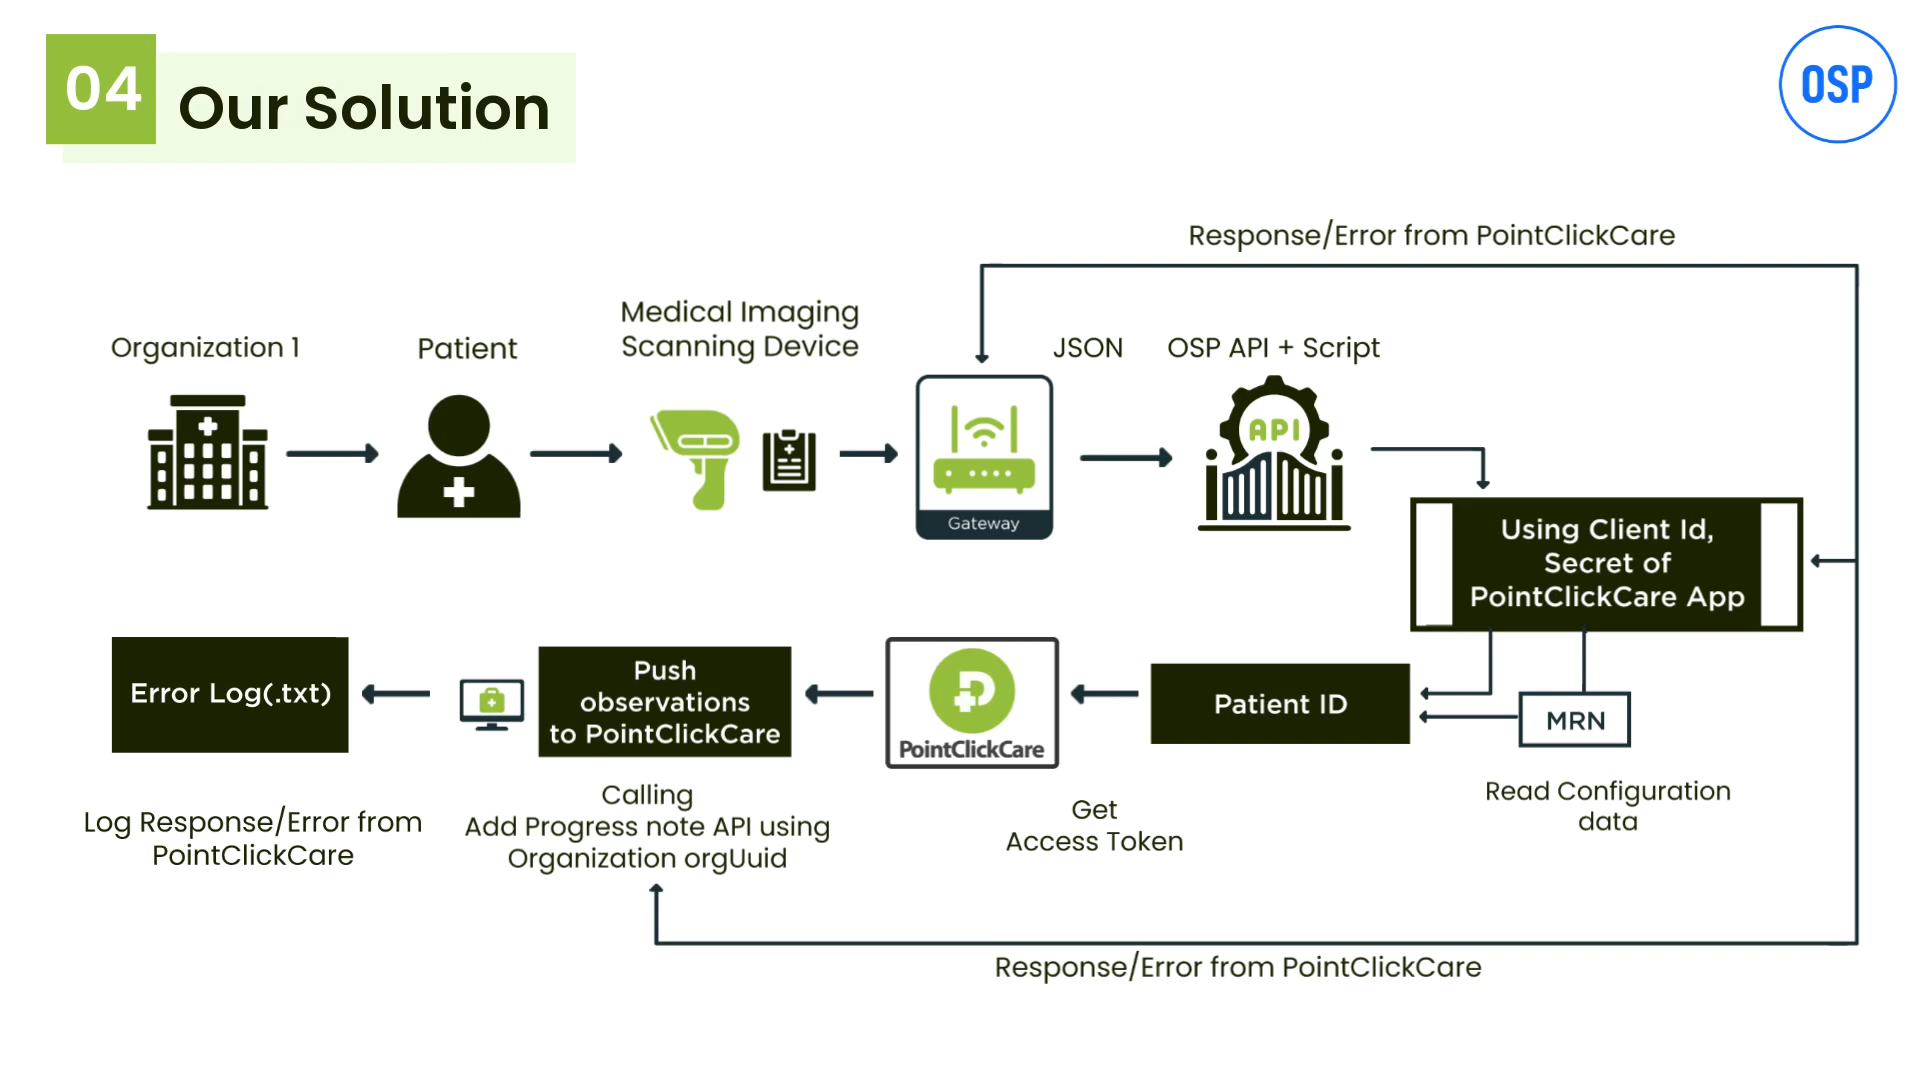 04
Our Solution
OSP
Response/Error from PointClickCare
Organization 1
Patient
Medical Imaging
Scanning Device
JSON
OSP API + Script
API
Gateway
Using Client Id,
Secret of
PointClickCare App
Error Log(.txt)
Push
observations
to PointClickCare
PointClickCare
Patient ID
MRN
Log Response/Error from
PointClickCare
Calling
Add Progress note API using
Organization orgUuid
Get
Access Token
Read Configuration
data
Response/Error from PointClickCare